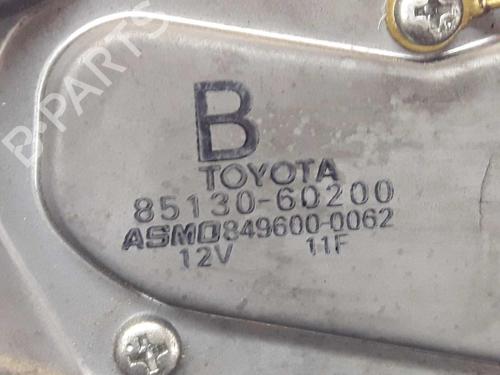 B-PARTS
B
TOYOTA
85130-60200
ASMO 849600-0062
12V 11F